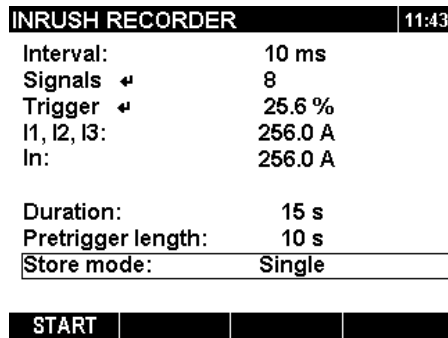 INRUSH RECORDER 11:43
Interval: 10 ms
Signals ↵ 8
Trigger ↵ 25.6 %
I1, I2, I3: 256.0 A
In: 256.0 A
Duration: 15 s
Pretrigger length: 10 s
Store mode: Single
START